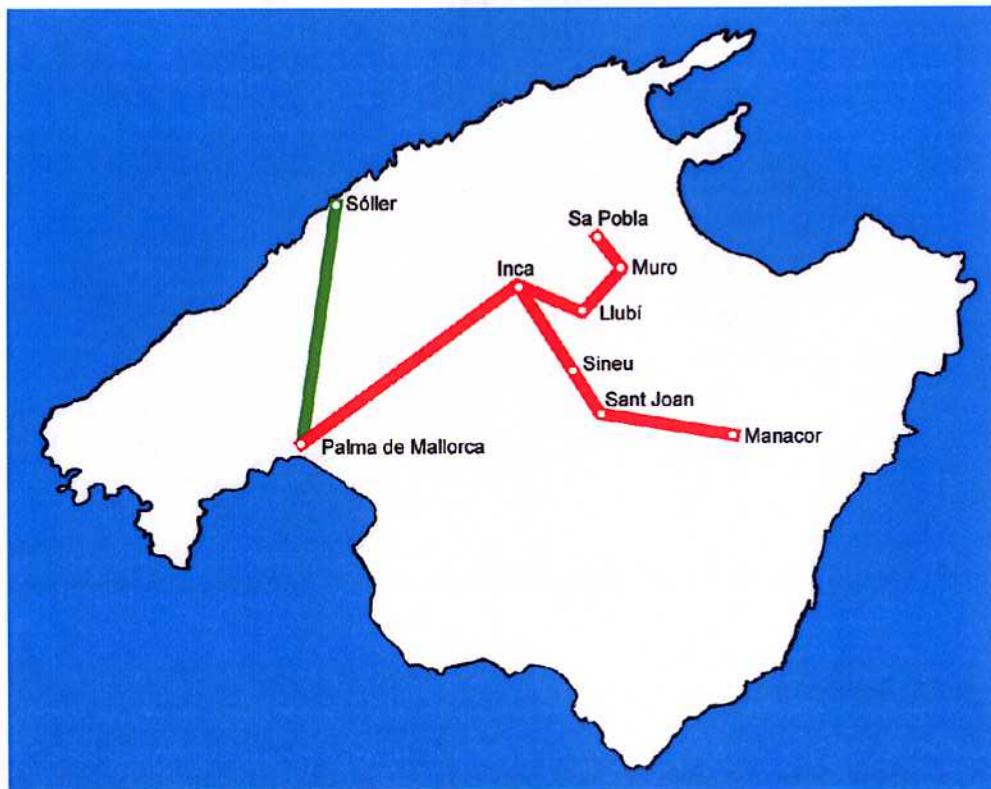 Sóller
Sa Pobla
Inca
Muro
Llubí
Sineu
Sant Joan
Manacor
Palma de Mallorca